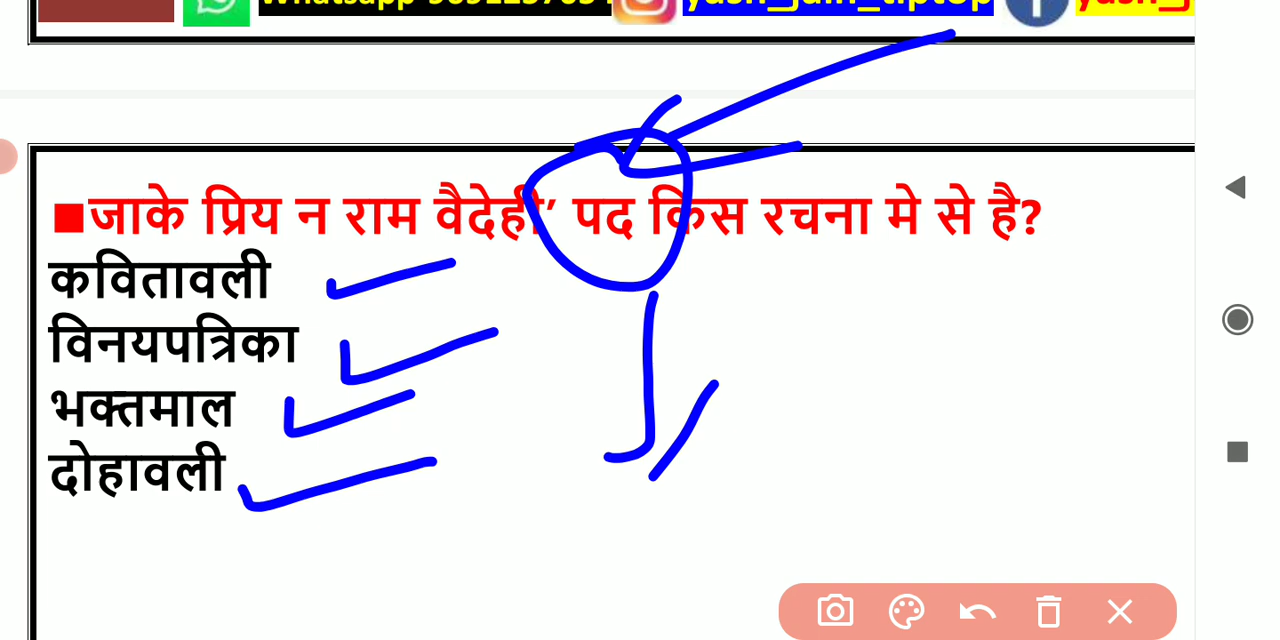 ■जाके प्रिय न राम वैदेही’ पद किस रचना मे से है?
कवितावली
विनयपत्रिका
भक्तमाल
दोहावली